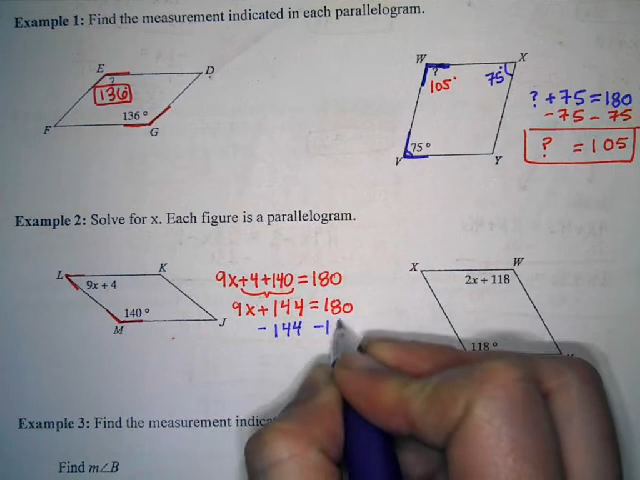 Example 1: Find the measurement indicated in each parallelogram.
E
D
?
136
136 °
F
G
W
X
?
105°
75°
V
75 °
Y
? + 75 = 180
- 75 - 75
? = 105
Example 2: Solve for x. Each figure is a parallelogram.
L
K
9x + 4
140 °
M
J
9x+4+140 = 180
9x + 144 = 180
- 144 - 1
X
W
2x + 118
118 °
Example 3: Find the measurement
Find m∠B